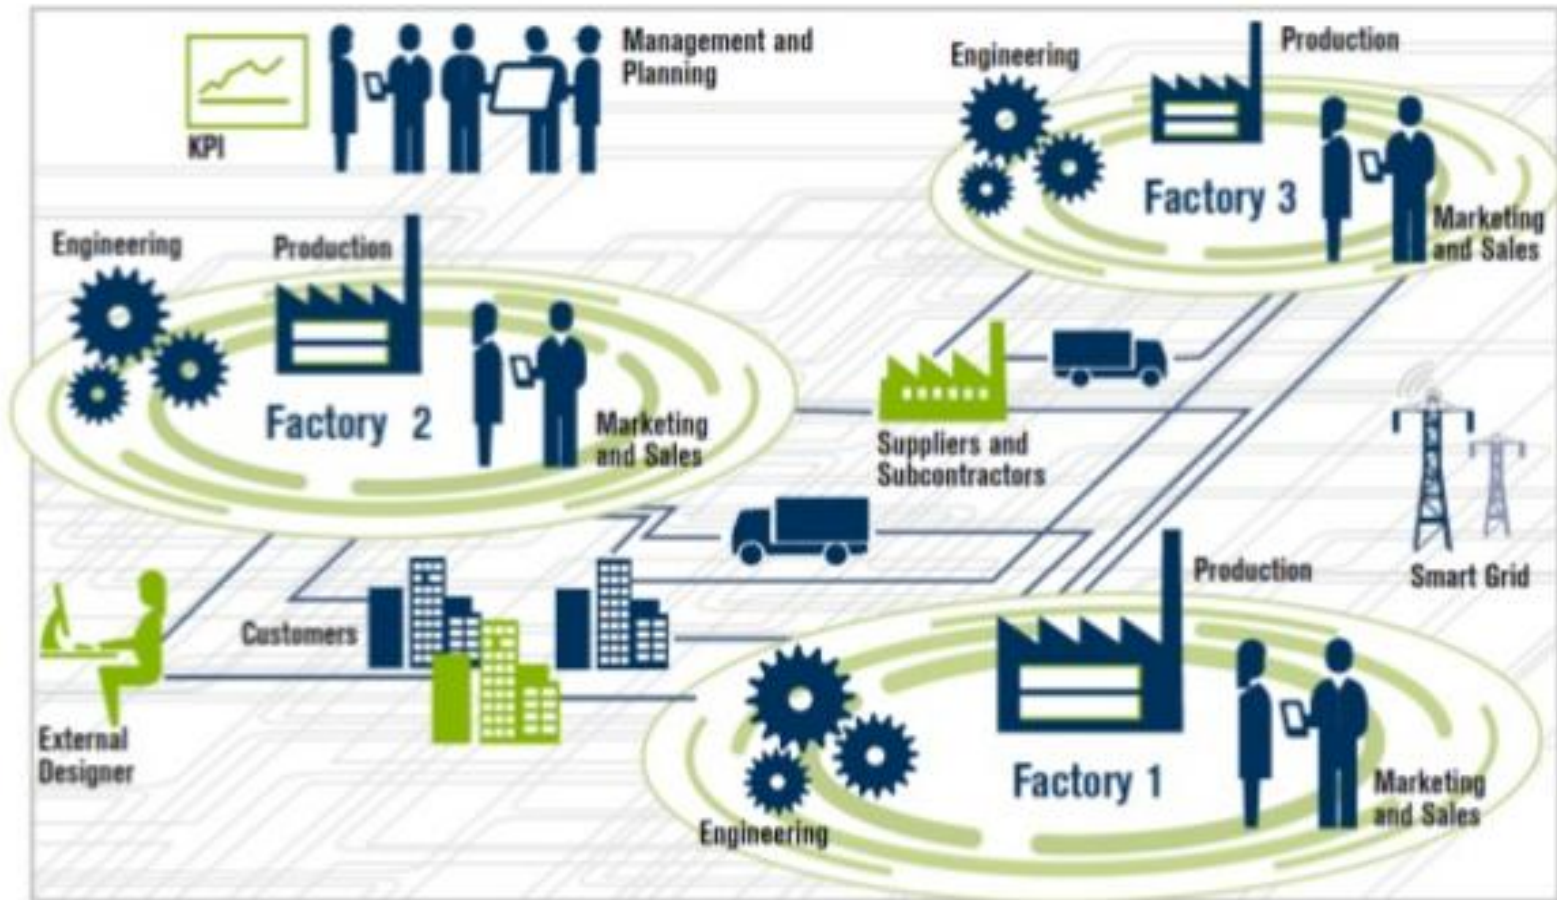 Management and
Planning
KPI
Engineering
Production
Factory 3
Marketing
and Sales
Engineering
Production
Factory 2
Marketing
and Sales
Suppliers and
Subcontractors
Smart Grid
Customers
External
Designer
Production
Factory 1
Marketing
and Sales
Engineering